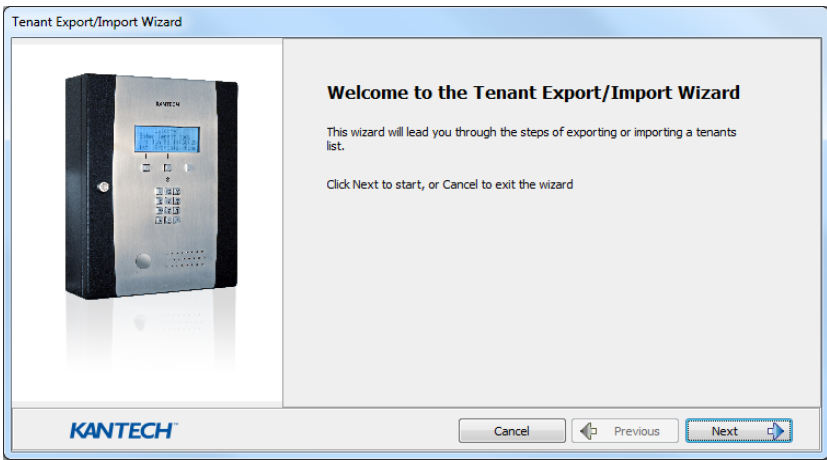 Tenant Export/Import Wizard
KANTECH
Welcome to the Tenant Export/Import Wizard
This wizard will lead you through the steps of exporting or importing a tenants
list.
Click Next to start, or Cancel to exit the wizard
KANTECH
Cancel
Previous
Next